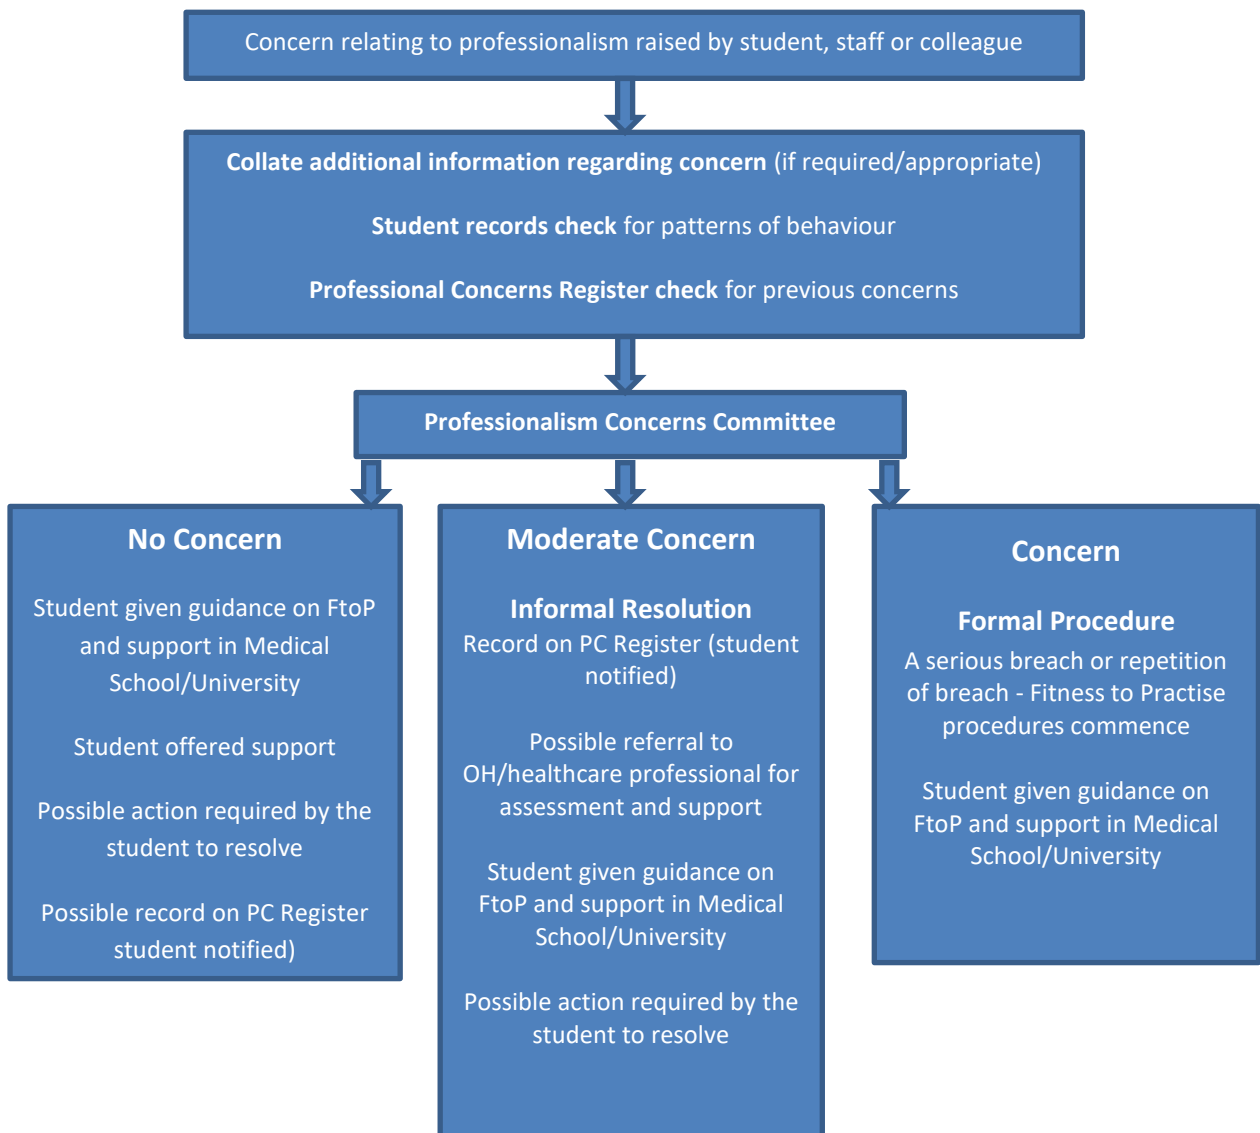 Concern relating to professionalism raised by student, staff or colleague
Collate additional information regarding concern (if required/appropriate)
Student records check for patterns of behaviour
Professional Concerns Register check for previous concerns
Professionalism Concerns Committee
No Concern
Student given guidance on FtoP
and support in Medical
School/University
Student offered support
Possible action required by the
student to resolve
Possible record on PC Register
student notified)
Moderate Concern
Informal Resolution
Record on PC Register (student
notified)
Possible referral to
OH/healthcare professional for
assessment and support
Student given guidance on
FtoP and support in Medical
School/University
Possible action required by the
student to resolve
Concern
Formal Procedure
A serious breach or repetition
of breach - Fitness to Practise
procedures commence
Student given guidance on
FtoP and support in Medical
School/University